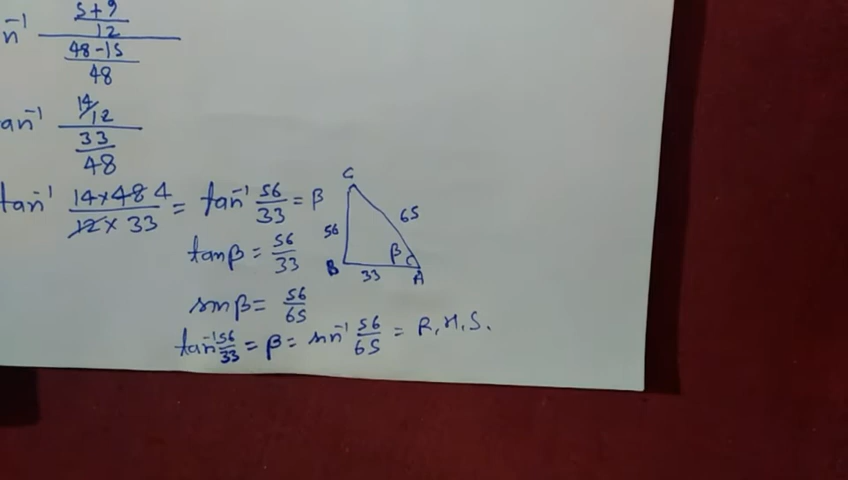 n⁻¹ 5+9
12
48-15
48
an⁻¹ 14/12
33
48
tan⁻¹ 14×48 4 / 12×33 = tan⁻¹ 56/33 = β
tanβ = 56/33
sinβ = 56/65
tan⁻¹ 56/33 = β = sin⁻¹ 56/65 = R.H.S.
C
56
65
β
B
33
A